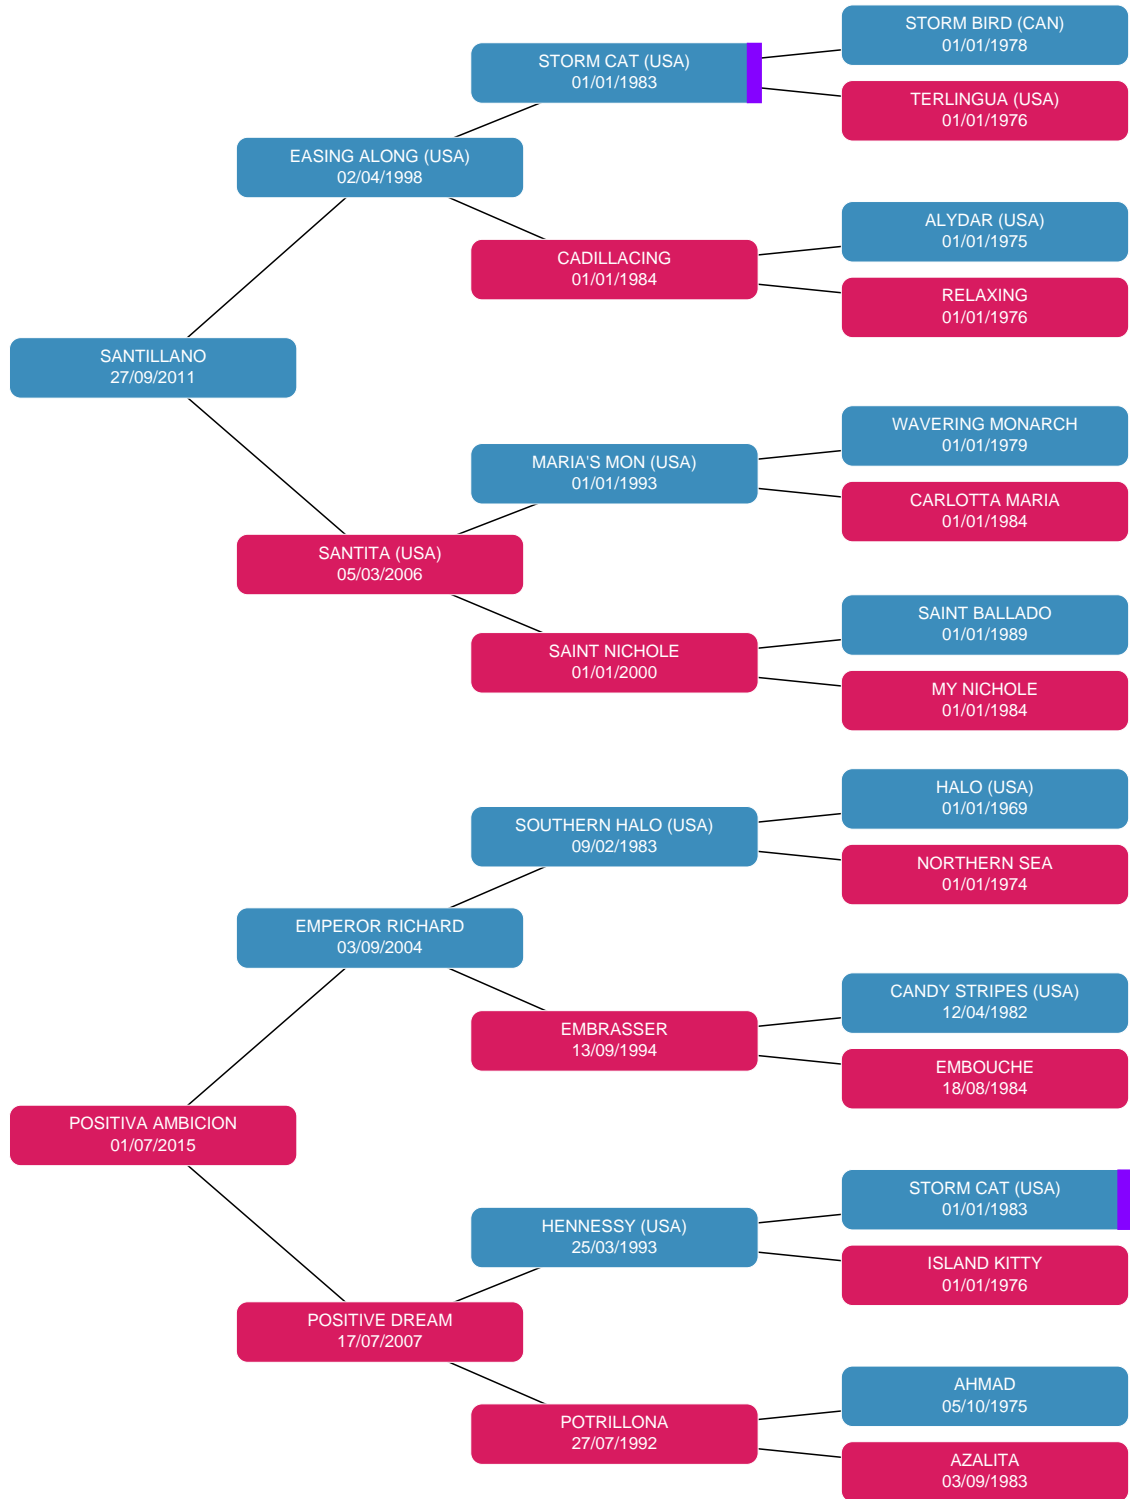 STORM BIRD (CAN)
01/01/1978
STORM CAT (USA)
01/01/1983
TERLINGUA (USA)
01/01/1976
EASING ALONG (USA)
02/04/1998
ALYDAR (USA)
01/01/1975
CADILLACING
01/01/1984
RELAXING
01/01/1976
SANTILLANO
27/09/2011
WAVERING MONARCH
01/01/1979
MARIA'S MON (USA)
01/01/1993
CARLOTTA MARIA
01/01/1984
SANTITA (USA)
05/03/2006
SAINT BALLADO
01/01/1989
SAINT NICHOLE
01/01/2000
MY NICHOLE
01/01/1984
HALO (USA)
01/01/1969
SOUTHERN HALO (USA)
09/02/1983
NORTHERN SEA
01/01/1974
EMPEROR RICHARD
03/09/2004
CANDY STRIPES (USA)
12/04/1982
EMBRASSER
13/09/1994
EMBOUCHE
18/08/1984
POSITIVA AMBICION
01/07/2015
STORM CAT (USA)
01/01/1983
HENNESSY (USA)
25/03/1993
ISLAND KITTY
01/01/1976
POSITIVE DREAM
17/07/2007
AHMAD
05/10/1975
POTRILLONA
27/07/1992
AZALITA
03/09/1983